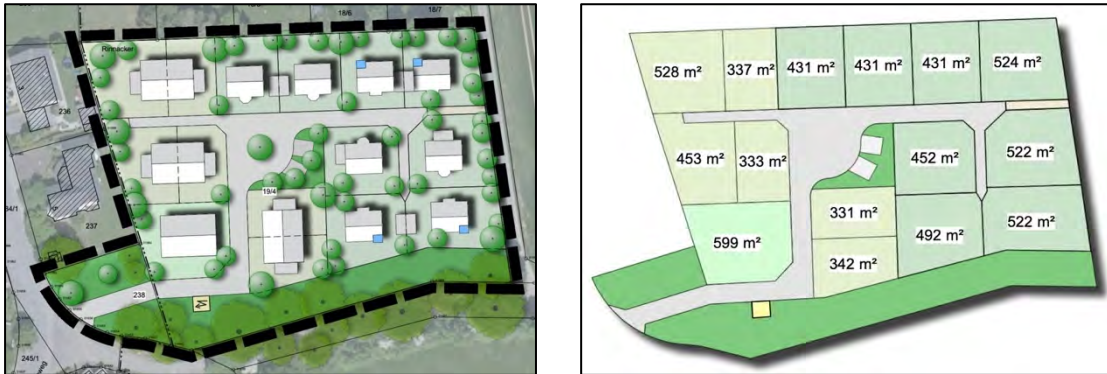 18/6
18/7
Rinnäcker
236
19/4
237
238
245/1
528 m²
337 m²
431 m²
431 m²
431 m²
524 m²
453 m²
333 m²
452 m²
522 m²
331 m²
599 m²
492 m²
522 m²
342 m²